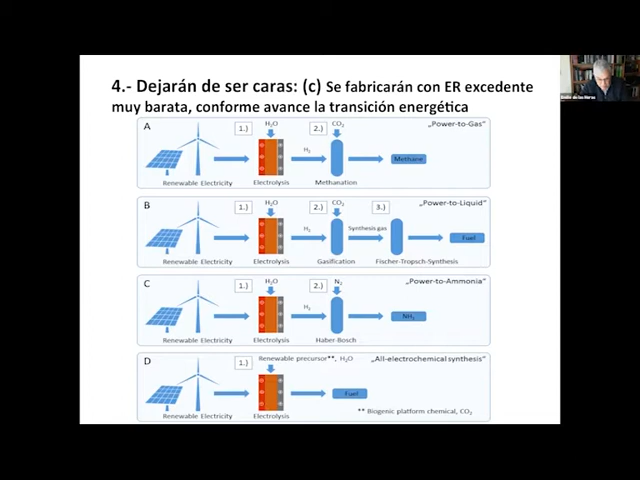 4.- Dejarán de ser caras: (c) Se fabricarán con ER excedente
muy barata, conforme avance la transición energética
A
1.)
H₂O
2.)
CO₂
„Power-to-Gas“
H₂
Methane
Renewable Electricity
Electrolysis
Methanation
B
1.)
H₂O
2.)
CO₂
3.)
„Power-to-Liquid“
H₂
Synthesis gas
Fuel
Renewable Electricity
Electrolysis
Gasification
Fischer-Tropsch-Synthesis
C
1.)
H₂O
2.)
N₂
„Power-to-Ammonia“
H₂
NH₃
Renewable Electricity
Electrolysis
Haber-Bosch
D
1.)
Renewable precursor**, H₂O
„All-electrochemical synthesis“
Fuel
Renewable Electricity
Electrolysis
** Biogenic platform chemical, CO₂